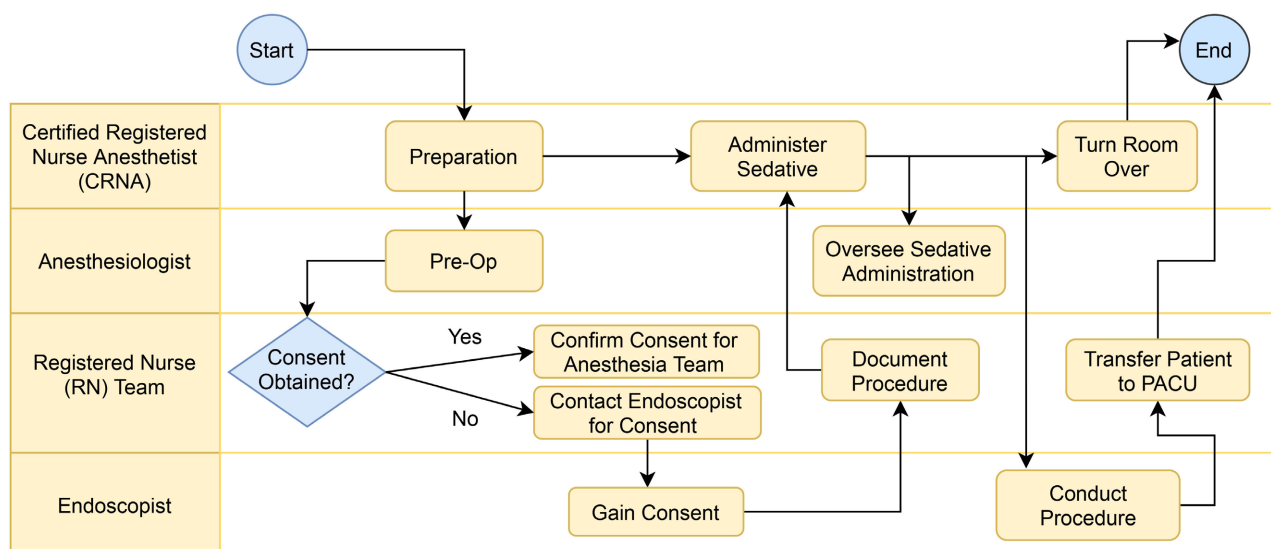 Start
End
Certified Registered
Nurse Anesthetist
(CRNA)
Preparation
Administer
Sedative
Turn Room
Over
Anesthesiologist
Pre-Op
Oversee Sedative
Administration
Registered Nurse
(RN) Team
Consent
Obtained?
Yes
No
Confirm Consent for
Anesthesia Team
Contact Endoscopist
for Consent
Document
Procedure
Transfer Patient
to PACU
Endoscopist
Gain Consent
Conduct
Procedure